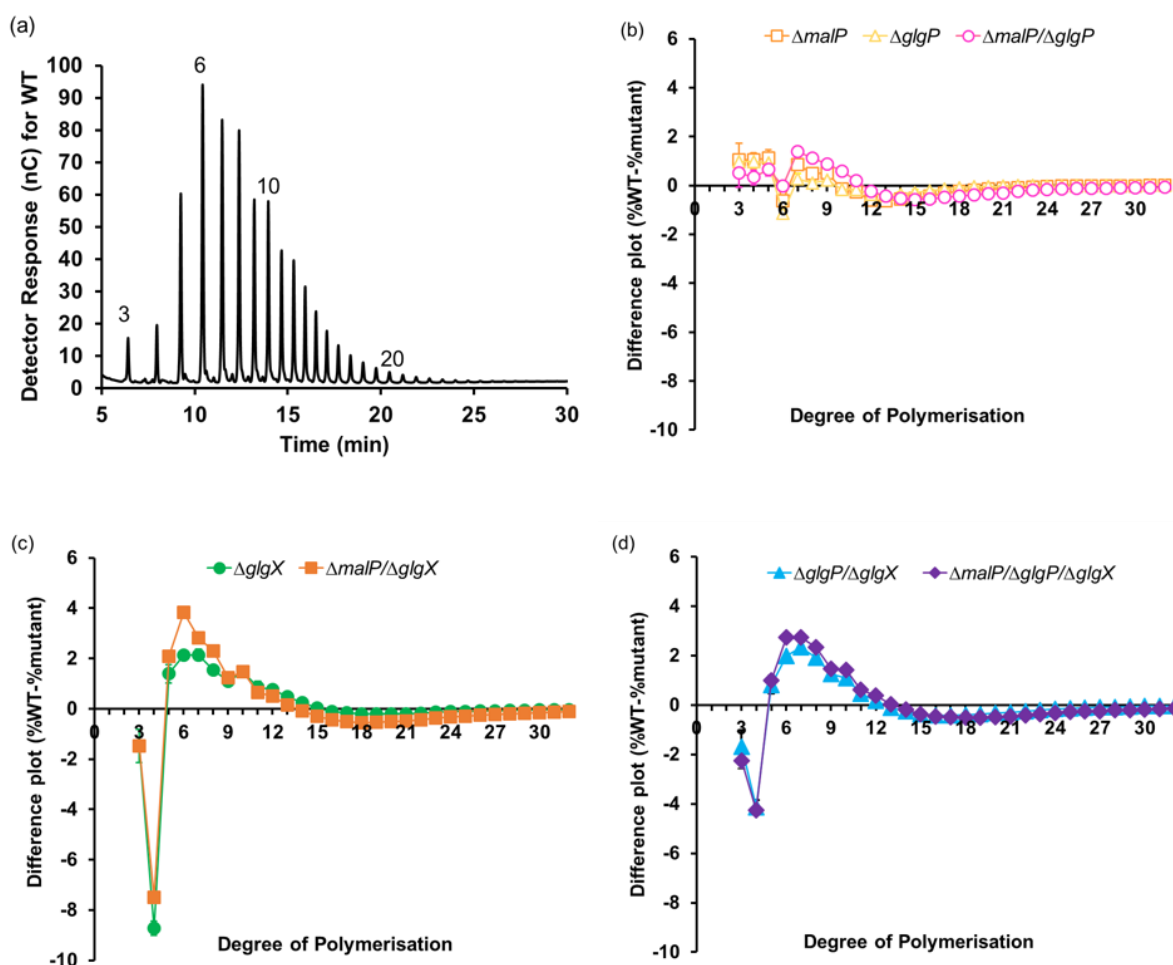 (a)
Detector Response (nC) for WT
100
90
80
70
60
50
40
30
20
10
0
3
6
10
20
5 10 15 20 25 30
Time (min)
(b)
ΔmalP ΔglgP ΔmalP/ΔglgP
Difference plot (%WT-%mutant)
6
4
2
0
-2
-4
-6
-8
-10
0 3 6 9 12 15 18 21 24 27 30
Degree of Polymerisation
(c)
ΔglgX ΔmalP/ΔglgX
Difference plot (%WT-%mutant)
6
4
2
0
-2
-4
-6
-8
-10
0 3 6 9 12 15 18 21 24 27 30
Degree of Polymerisation
(d)
ΔglgP/ΔglgX ΔmalP/ΔglgP/ΔglgX
Difference plot (%WT-%mutant)
6
4
2
0
-2
-4
-6
-8
-10
0 3 6 9 12 15 18 21 24 27 30
Degree of Polymerisation